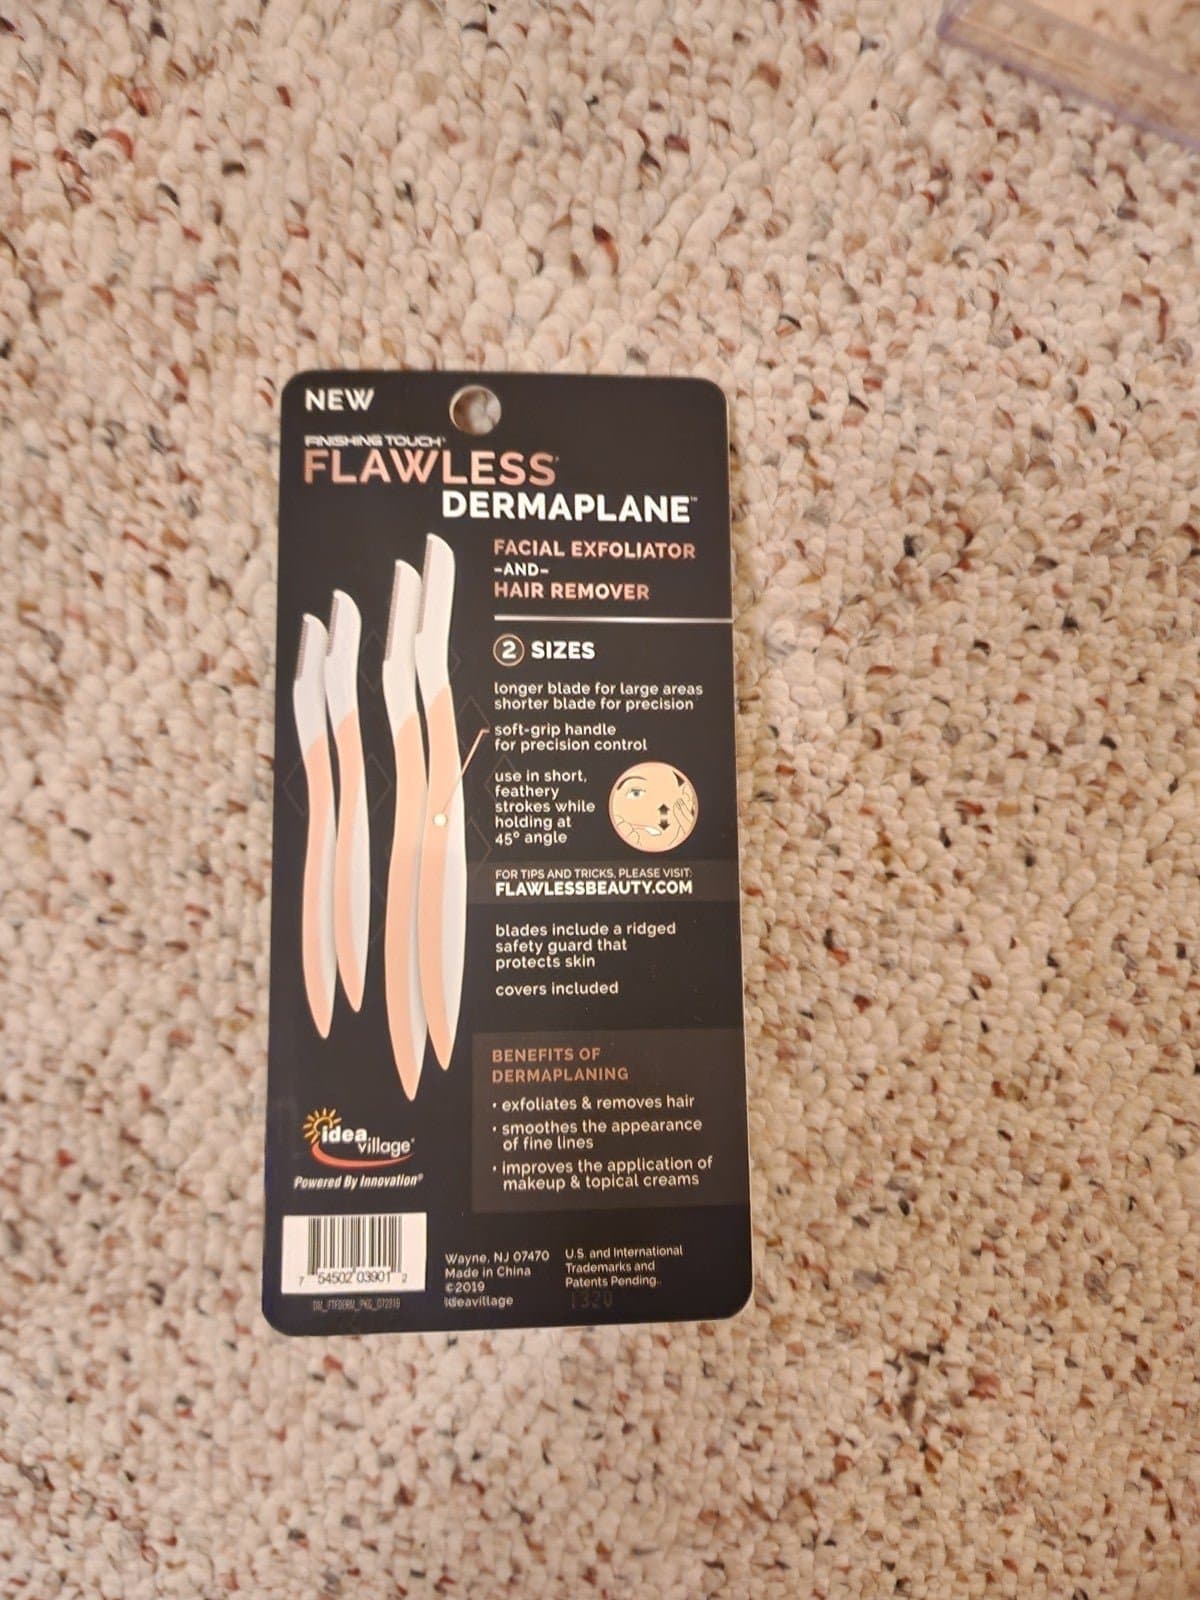 NEW
FINISHING TOUCH®
FLAWLESS®
DERMAPLANE™
FACIAL EXFOLIATOR
-AND-
HAIR REMOVER
2 SIZES
longer blade for large areas
shorter blade for precision
soft-grip handle
for precision control
use in short,
feathery
strokes while
holding at
45° angle
FOR TIPS AND TRICKS, PLEASE VISIT:
FLAWLESSBEAUTY.COM
blades include a ridged
safety guard that
protects skin
covers included
BENEFITS OF
DERMAPLANING
• exfoliates & removes hair
• smoothes the appearance
of fine lines
• improves the application of
makeup & topical creams
idea
village®
Powered By Innovation®
7 54502 03901 2
Wayne, NJ 07470
Made in China
©2019
Ideavillage
U.S. and International
Trademarks and
Patents Pending.
1320